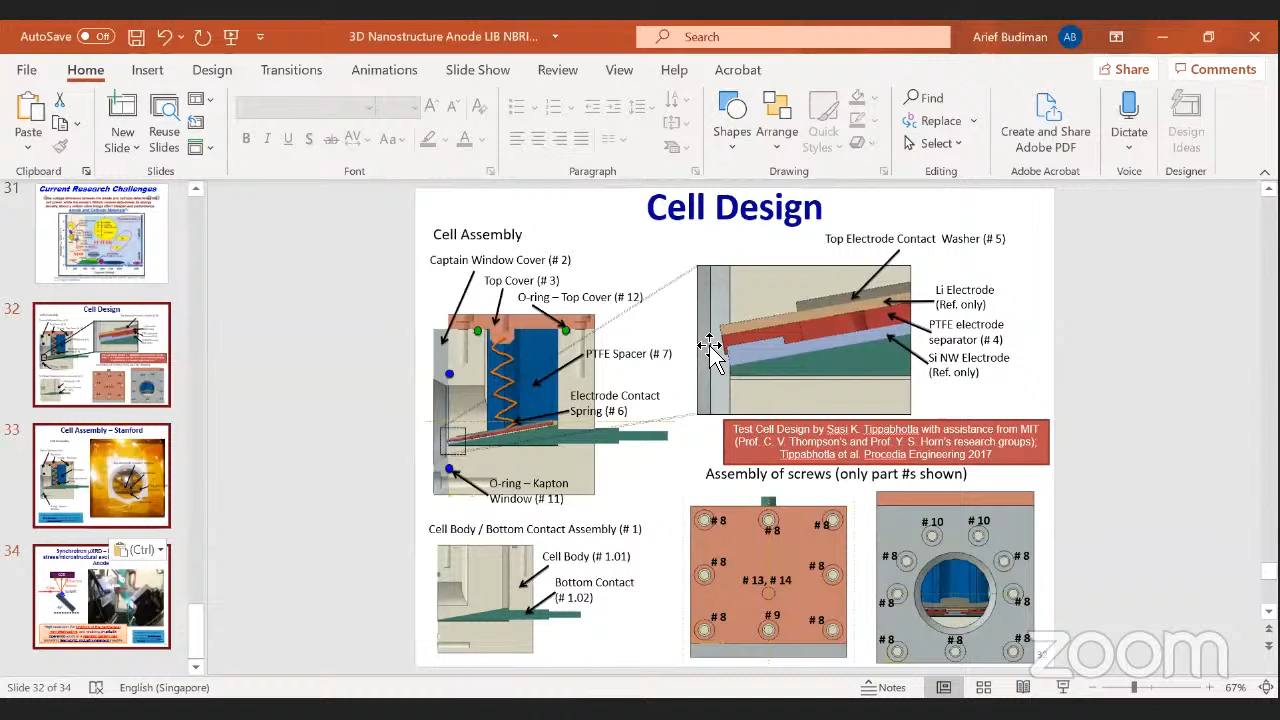 AutoSave Off
3D Nanostructure Anode LIB NBRI...
Search
Arief Budiman AB
File Home Insert Design Transitions Animations Slide Show Review View Help Acrobat
Share Comments
Paste
New Slide
Reuse Slides
B I U S ab AV Aa A
Shapes Arrange Quick Styles
Find
Replace
Select
Create and Share Adobe PDF
Dictate
Design Ideas
Clipboard Slides Font Paragraph Drawing Editing Adobe Acrobat Voice Designer
31
Current Research Challenges
32
Cell Design
33
Cell Assembly – Stanford
34
(Ctrl)
Cell Design
Cell Assembly
Captain Window Cover (# 2)
Top Cover (# 3)
O-ring – Top Cover (# 12)
PTFE Spacer (# 7)
Electrode Contact
Spring (# 6)
O-ring – Kapton
Window (# 11)
Top Electrode Contact Washer (# 5)
Li Electrode
(Ref. only)
PTFE electrode
separator (# 4)
Si NW Electrode
(Ref. only)
Test Cell Design by Sasi K. Tippabhotla with assistance from MIT
(Prof. C. V. Thompson's and Prof. Y. S. Horn's research groups);
Tippabhotla et al. Procedia Engineering 2017
Assembly of screws (only part #s shown)
Cell Body / Bottom Contact Assembly (# 1)
Cell Body (# 1.01)
Bottom Contact
(# 1.02)
# 8 # 8 # 8
# 8 # 8
# 13, # 14
# 8 # 9 # 8
# 10 # 10
# 8 # 8
# 8 # 8
# 8 # 8 # 8
32
zoom
Slide 32 of 34
English (Singapore)
Notes
67%